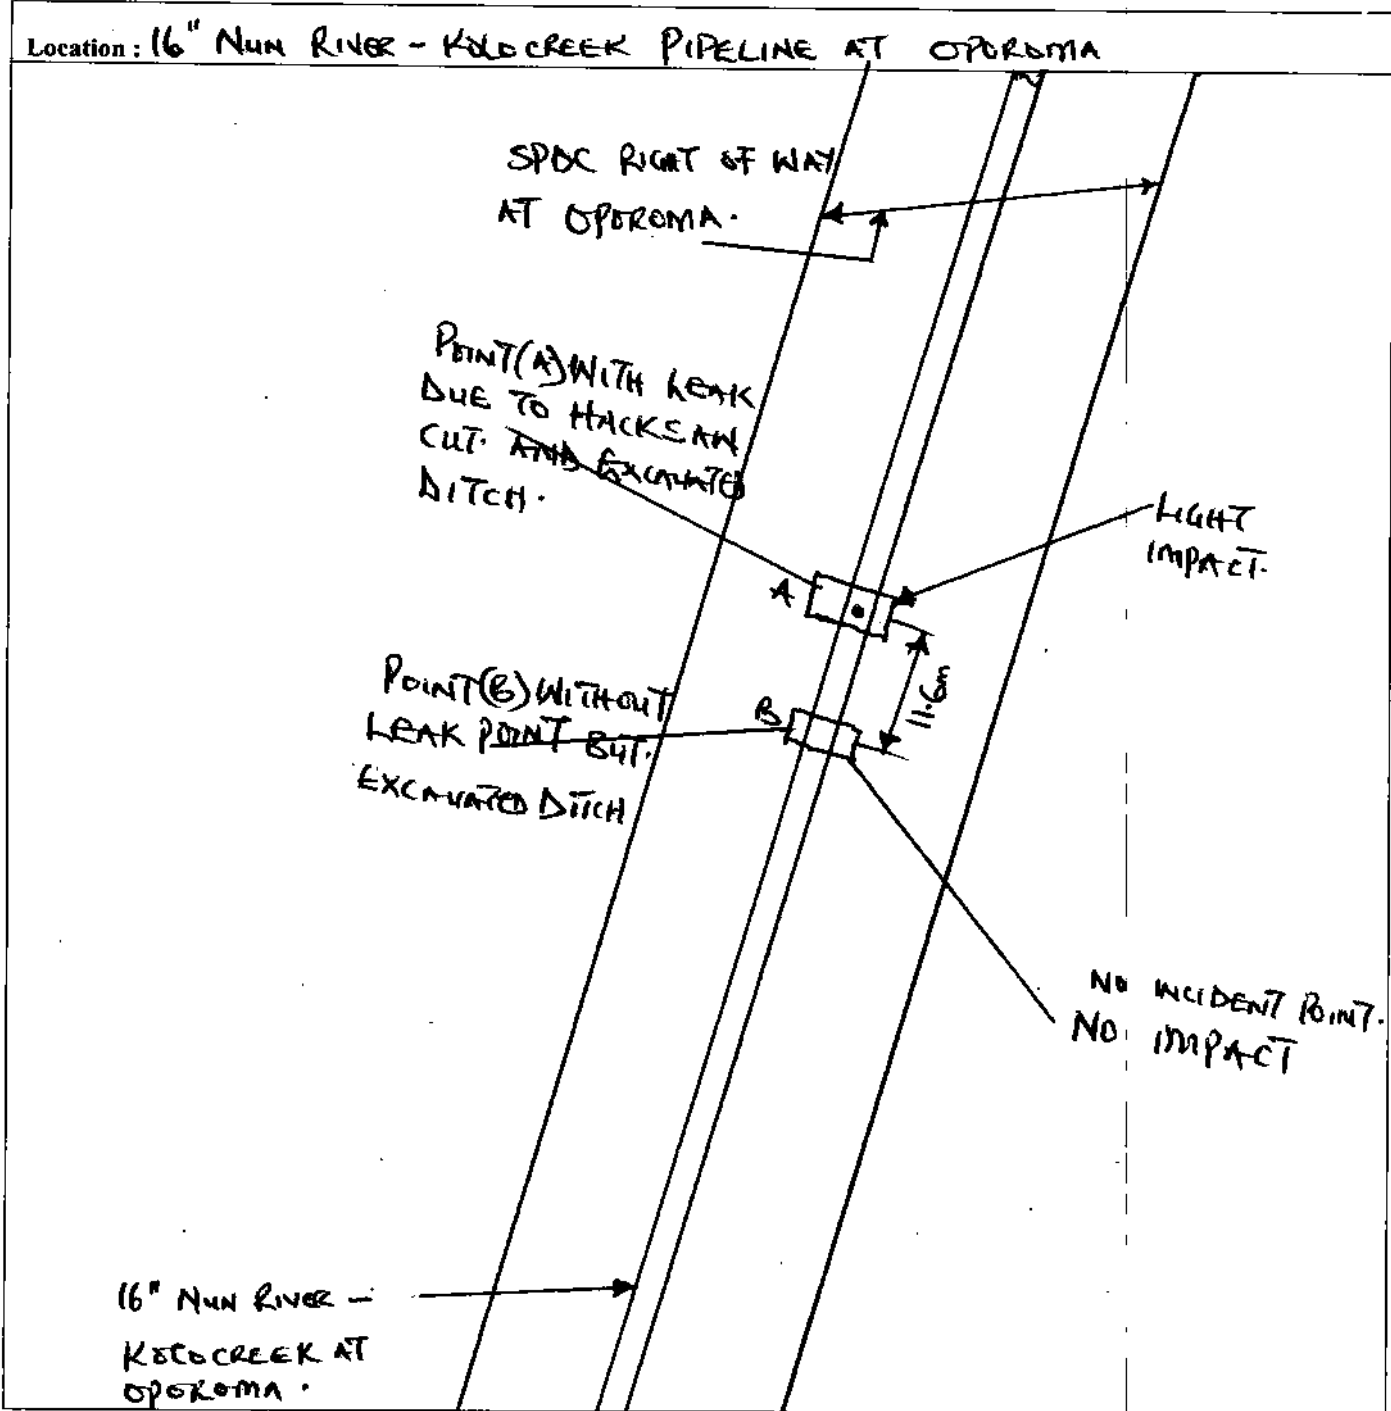 Location : 16" NUN RIVER - KOLOCREEK PIPELINE AT OPOROMA
SPDC RIGHT OF WAY
AT OPOROMA.
POINT(A) WITH LEAK
DUE TO HACKSAW
CUT. AND EXCAVATED
DITCH.
LIGHT
IMPACT.
A
11.6m
POINT(B) WITHOUT
LEAK POINT BUT.
EXCAVATED DITCH
B
NO INCIDENT POINT.
NO IMPACT
16" NUN RIVER -
KOLOCREEK AT
OPOROMA.